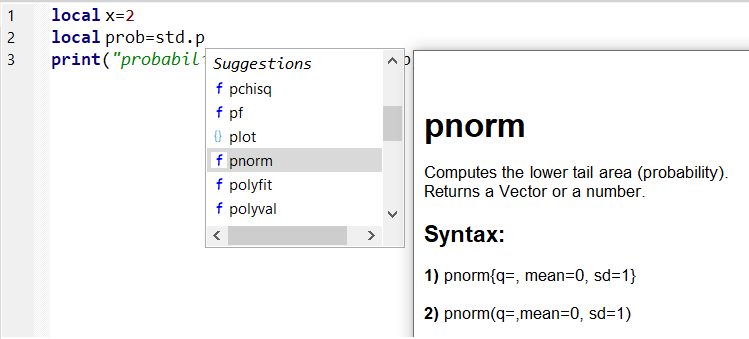 1 local x=2
2 local prob=std.p
3 print("probabil
Suggestions
f pchisq
f pf
{} plot
f pnorm
f polyfit
f polyval
pnorm
Computes the lower tail area (probability).
Returns a Vector or a number.
Syntax:
1) pnorm{q=, mean=0, sd=1}
2) pnorm(q=,mean=0, sd=1)